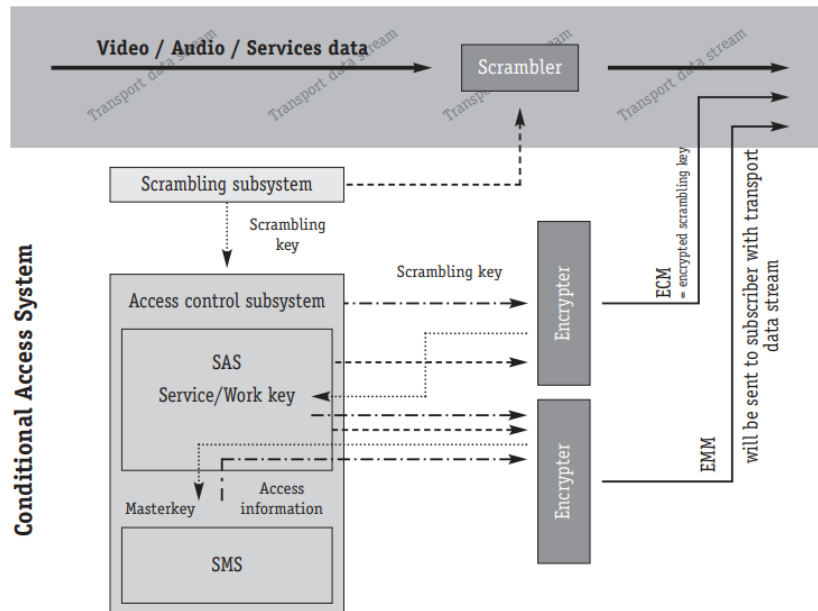 Video / Audio / Services data
Transport data stream
Transport data stream
Transport data stream
Transport data stream
Scrambler
Scrambling subsystem
Scrambling
key
Conditional Access System
Access control subsystem
Scrambling key
Encrypter
SAS
Service/Work key
Encrypter
Masterkey
Access
information
SMS
ECM
= encrypted scrambling key
EMM
will be sent to subscriber with transport
data stream